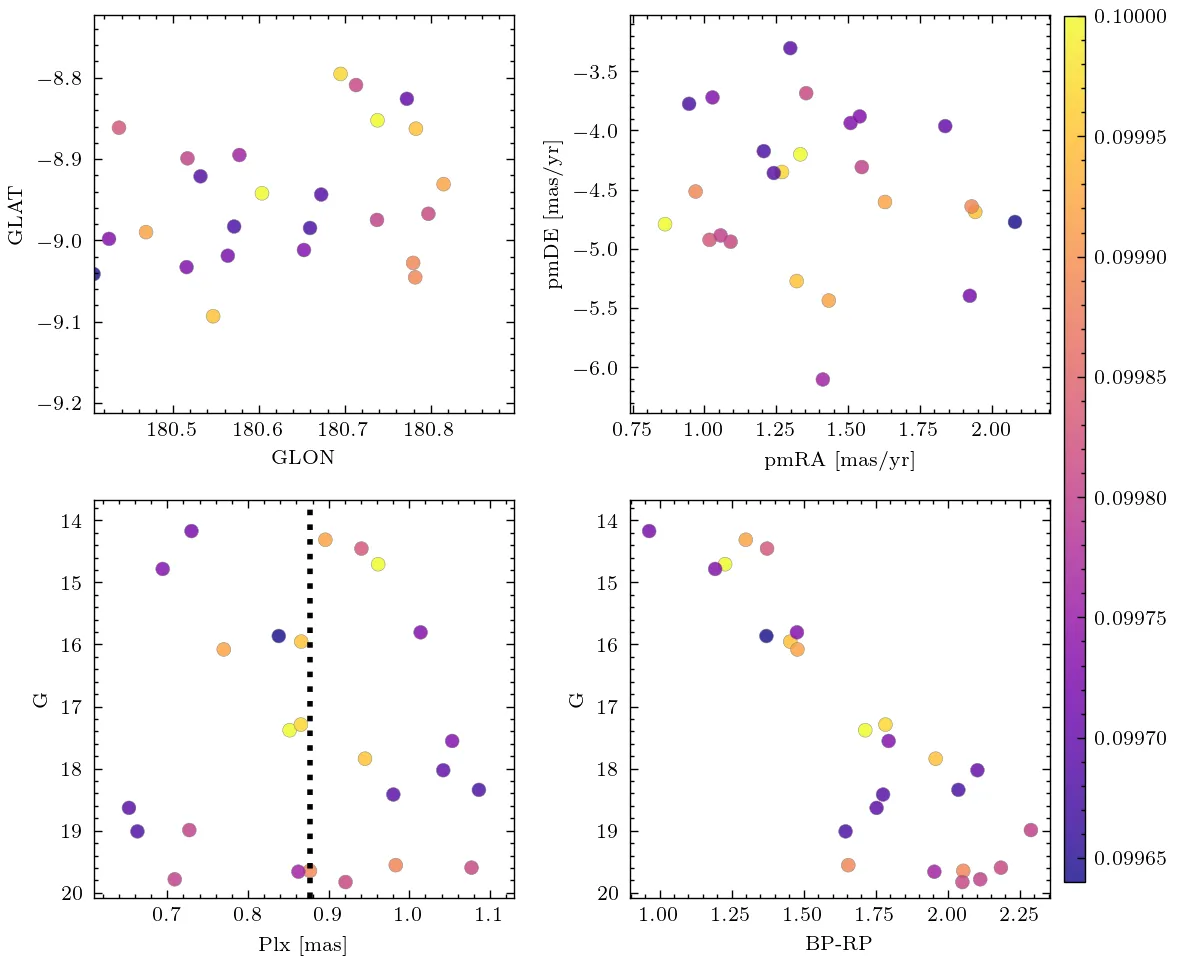 −8.8
−8.9
−9.0
−9.1
−9.2
GLAT
180.5 180.6 180.7 180.8
GLON
−3.5
−4.0
−4.5
−5.0
−5.5
−6.0
pmDE [mas/yr]
0.75 1.00 1.25 1.50 1.75 2.00
pmRA [mas/yr]
0.10000
0.09995
0.09990
0.09985
0.09980
0.09975
0.09970
0.09965
14
15
16
17
18
19
20
G
0.7 0.8 0.9 1.0 1.1
Plx [mas]
14
15
16
17
18
19
20
G
1.00 1.25 1.50 1.75 2.00 2.25
BP-RP